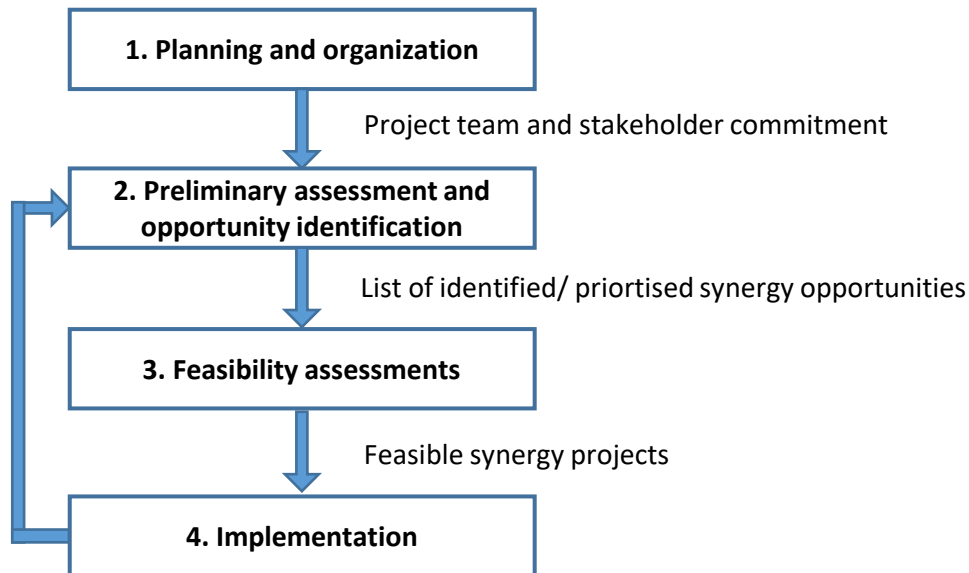 1. Planning and organization
Project team and stakeholder commitment
2. Preliminary assessment and
opportunity identification
List of identified/ priortised synergy opportunities
3. Feasibility assessments
Feasible synergy projects
4. Implementation